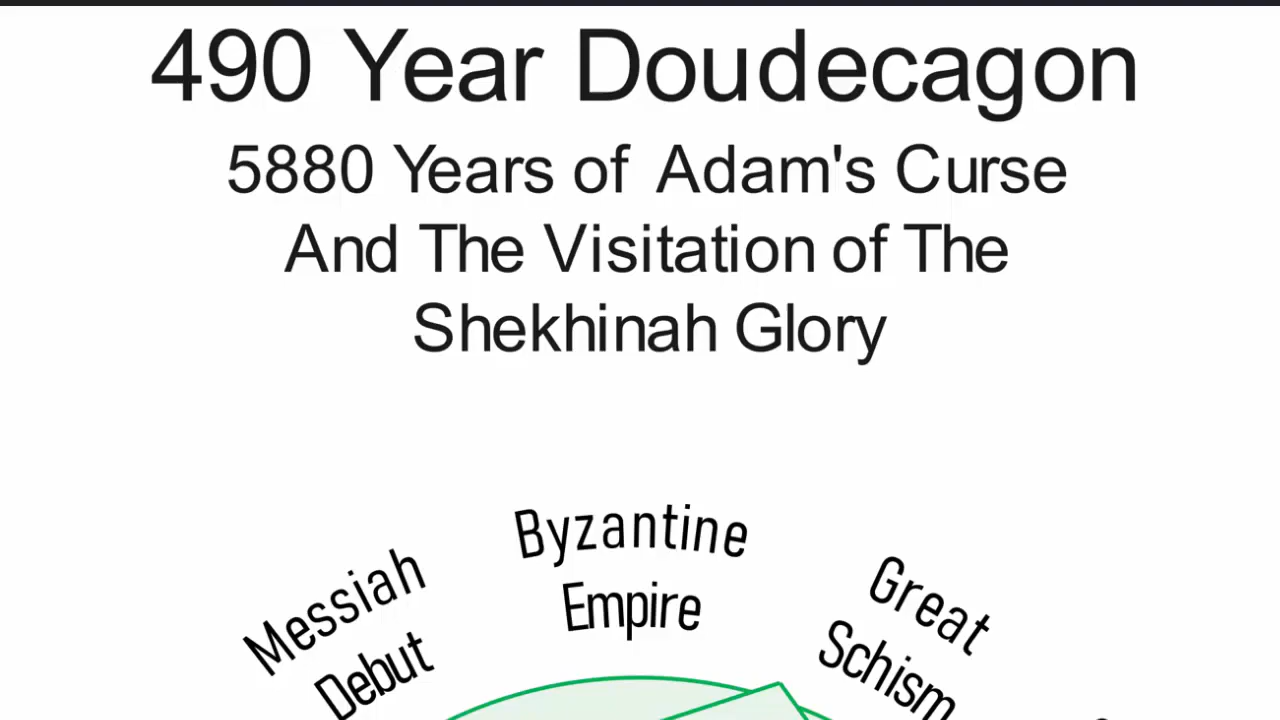 490 Year Doudecagon
5880 Years of Adam's Curse
And The Visitation of The
Shekhinah Glory
Messiah
Debut
Byzantine
Empire
Great
Schism